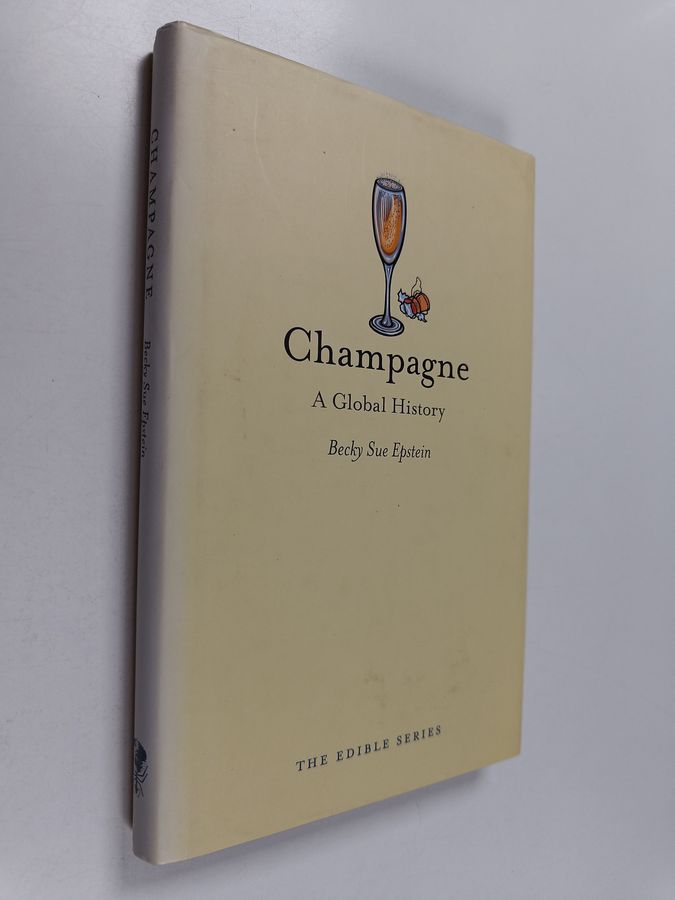 CHAMPAGNE Becky Sue Epstein
Champagne
A Global History
Becky Sue Epstein
THE EDIBLE SERIES